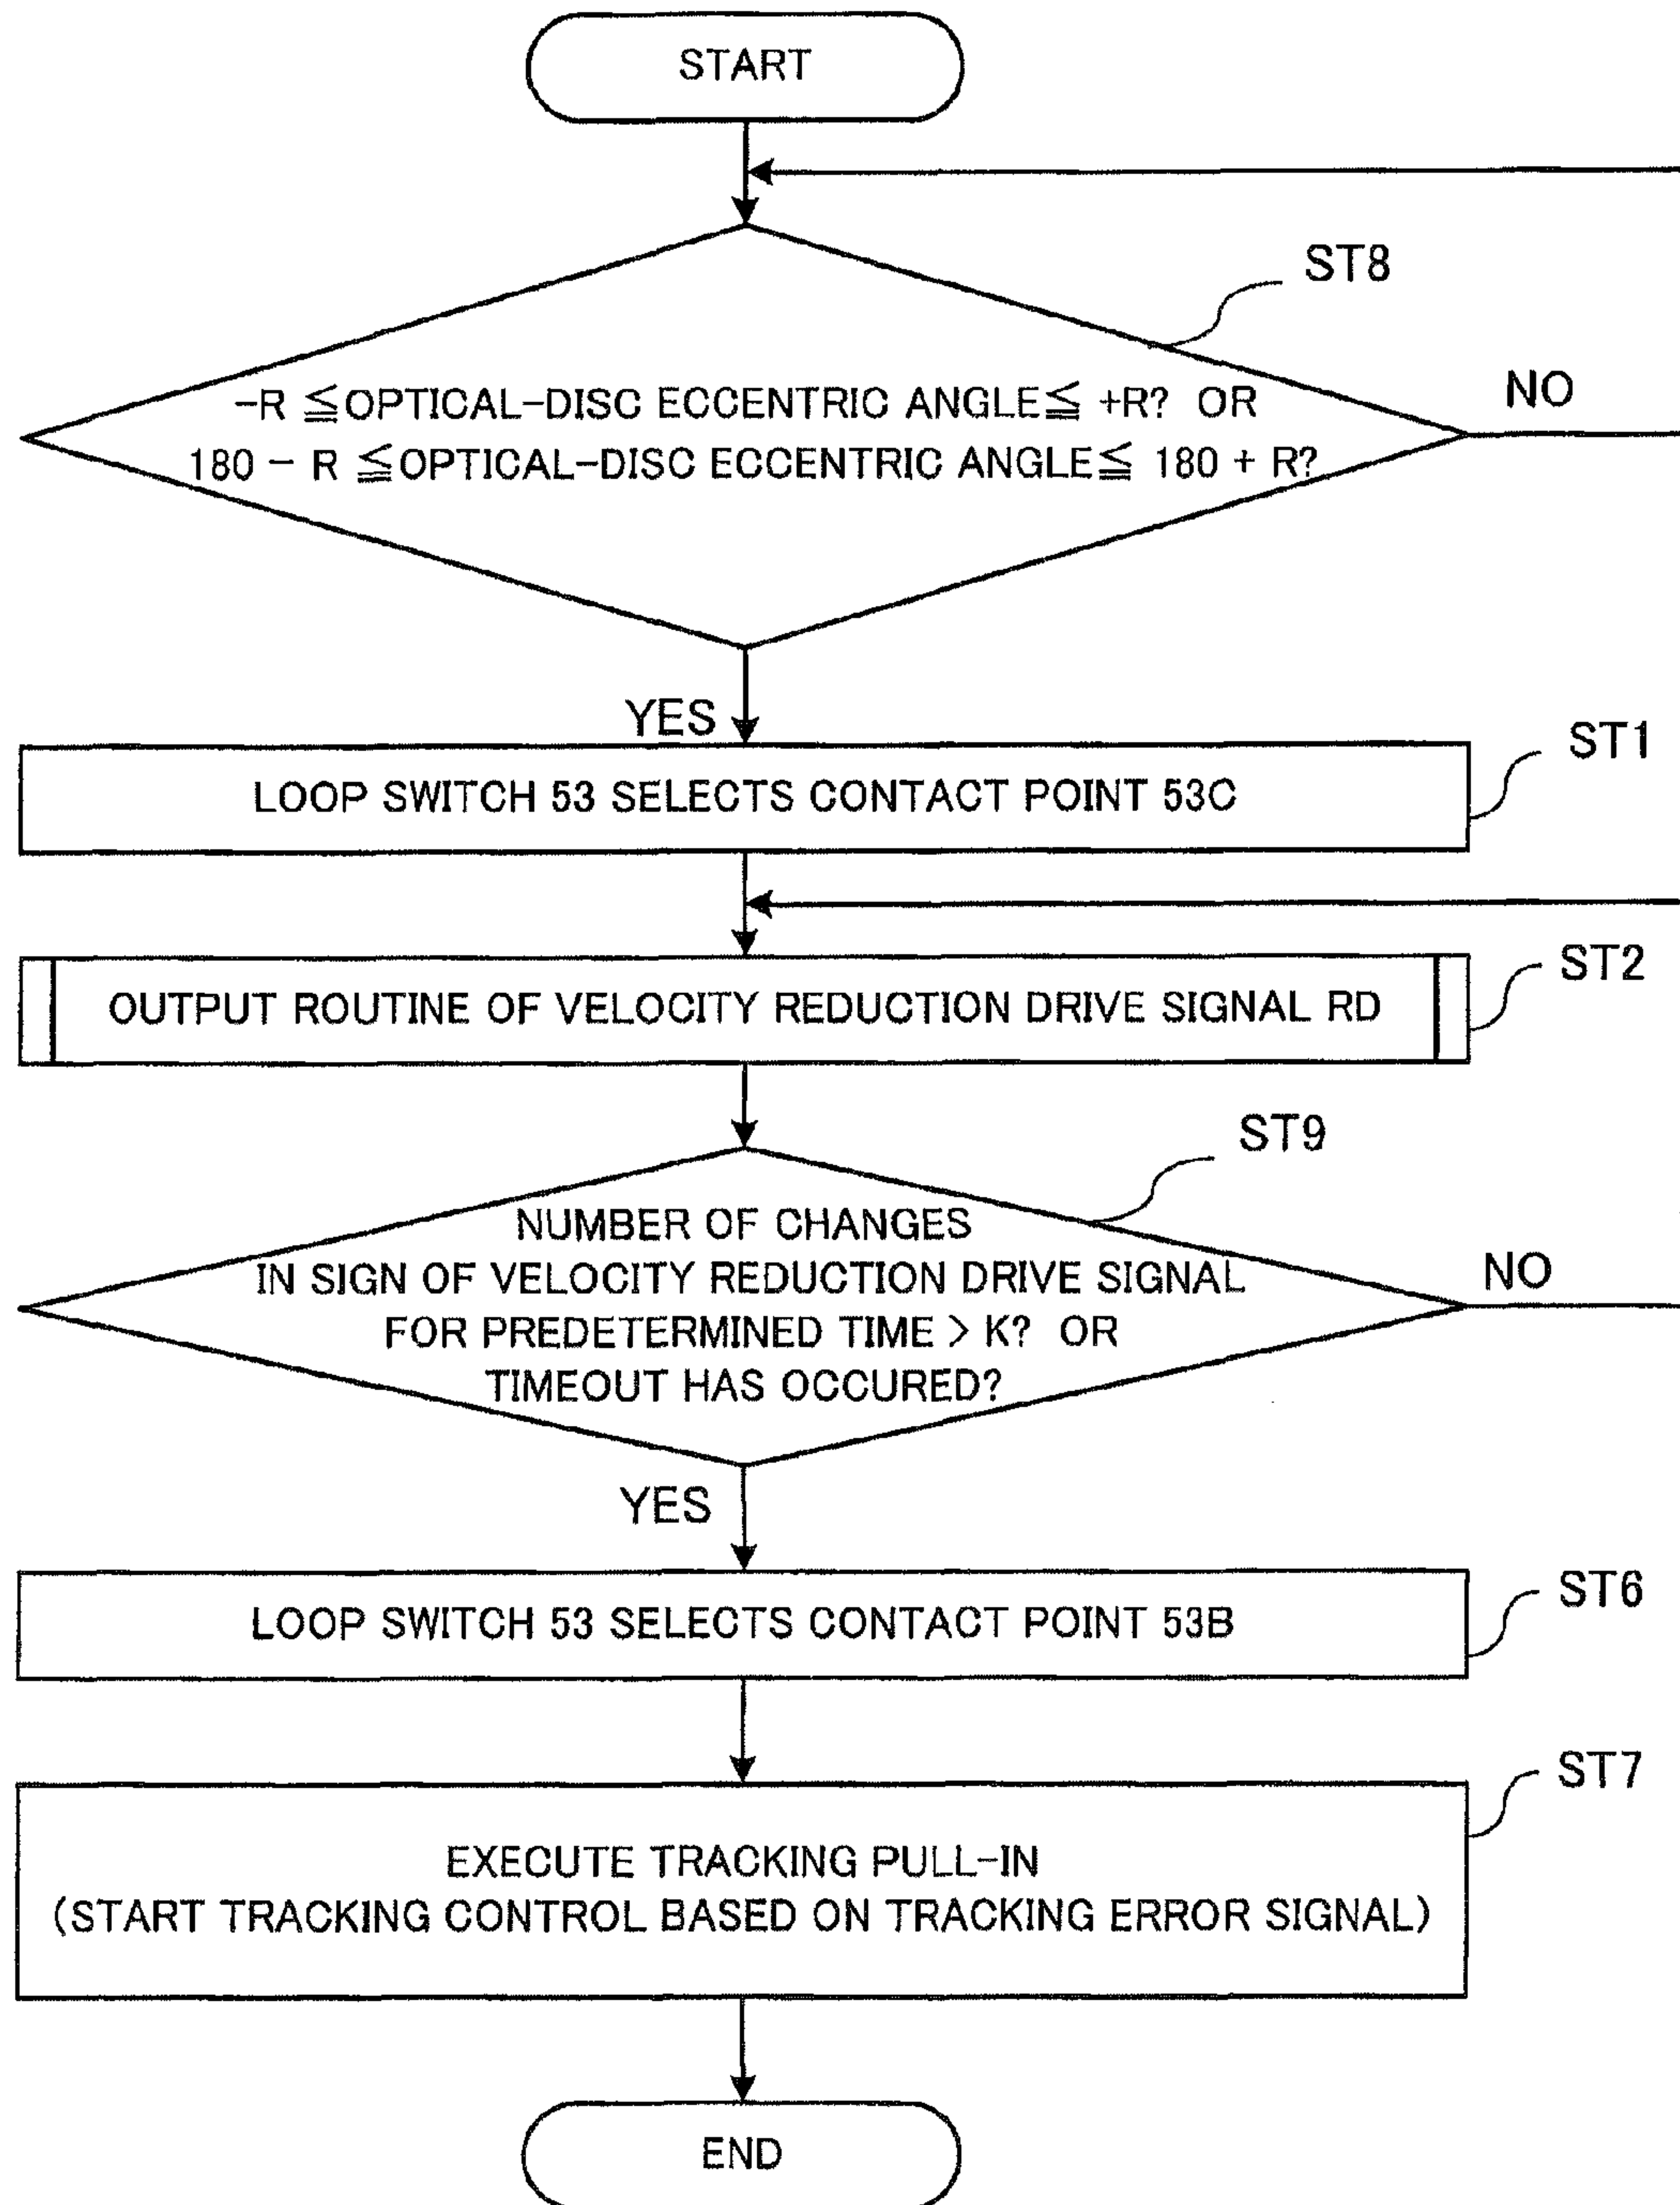 START
ST8
-R ≦OPTICAL-DISC ECCENTRIC ANGLE≦ +R? OR
180 - R ≦OPTICAL-DISC ECCENTRIC ANGLE≦ 180 + R?
NO
YES
ST1
LOOP SWITCH 53 SELECTS CONTACT POINT 53C
ST2
OUTPUT ROUTINE OF VELOCITY REDUCTION DRIVE SIGNAL RD
ST9
NUMBER OF CHANGES
IN SIGN OF VELOCITY REDUCTION DRIVE SIGNAL
FOR PREDETERMINED TIME > K? OR
TIMEOUT HAS OCCURED?
NO
YES
ST6
LOOP SWITCH 53 SELECTS CONTACT POINT 53B
ST7
EXECUTE TRACKING PULL-IN
(START TRACKING CONTROL BASED ON TRACKING ERROR SIGNAL)
END